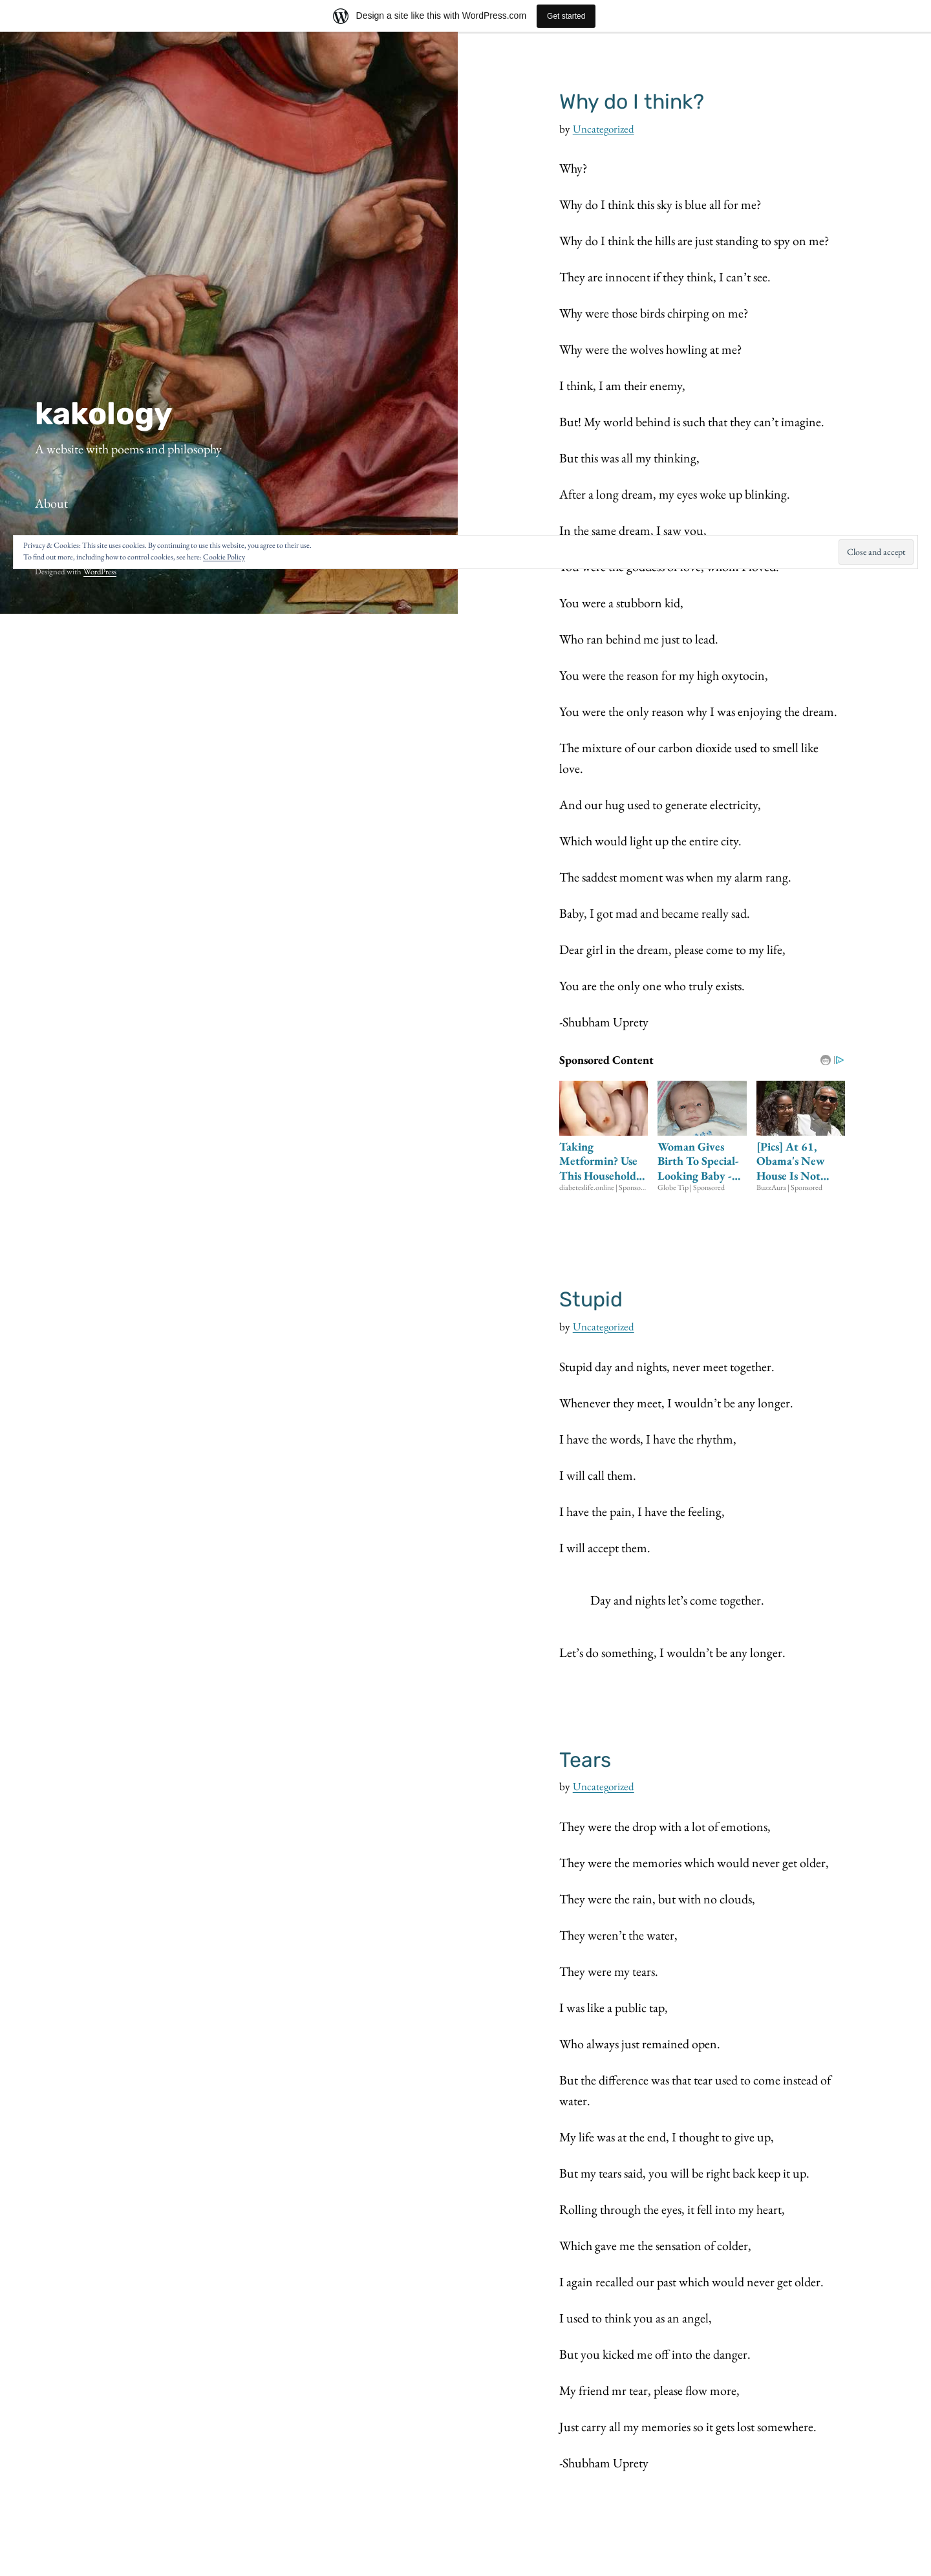 Design a site like this with WordPress.com
Get started
kakology
A website with poems and philosophy
About
Privacy & Cookies: This site uses cookies. By continuing to use this website, you agree to their use.
To find out more, including how to control cookies, see here: Cookie Policy
Close and accept
Designed with WordPress
Why do I think?
by Uncategorized
Why?
Why do I think this sky is blue all for me?
Why do I think the hills are just standing to spy on me?
They are innocent if they think, I can’t see.
Why were those birds chirping on me?
Why were the wolves howling at me?
I think, I am their enemy,
But! My world behind is such that they can’t imagine.
But this was all my thinking,
After a long dream, my eyes woke up blinking.
In the same dream, I saw you,
You were the goddess of love, whom I loved.
You were a stubborn kid,
Who ran behind me just to lead.
You were the reason for my high oxytocin,
You were the only reason why I was enjoying the dream.
The mixture of our carbon dioxide used to smell like
love.
And our hug used to generate electricity,
Which would light up the entire city.
The saddest moment was when my alarm rang.
Baby, I got mad and became really sad.
Dear girl in the dream, please come to my life,
You are the only one who truly exists.
-Shubham Uprety
Sponsored Content
Taking
Metformin? Use
This Household...
diabeteslife.online | Sponso...
Woman Gives
Birth To Special-
Looking Baby -...
Globe Tip | Sponsored
[Pics] At 61,
Obama's New
House Is Not...
BuzzAura | Sponsored
Stupid
by Uncategorized
Stupid day and nights, never meet together.
Whenever they meet, I wouldn’t be any longer.
I have the words, I have the rhythm,
I will call them.
I have the pain, I have the feeling,
I will accept them.
Day and nights let’s come together.
Let’s do something, I wouldn’t be any longer.
Tears
by Uncategorized
They were the drop with a lot of emotions,
They were the memories which would never get older,
They were the rain, but with no clouds,
They weren’t the water,
They were my tears.
I was like a public tap,
Who always just remained open.
But the difference was that tear used to come instead of
water.
My life was at the end, I thought to give up,
But my tears said, you will be right back keep it up.
Rolling through the eyes, it fell into my heart,
Which gave me the sensation of colder,
I again recalled our past which would never get older.
I used to think you as an angel,
But you kicked me off into the danger.
My friend mr tear, please flow more,
Just carry all my memories so it gets lost somewhere.
-Shubham Uprety